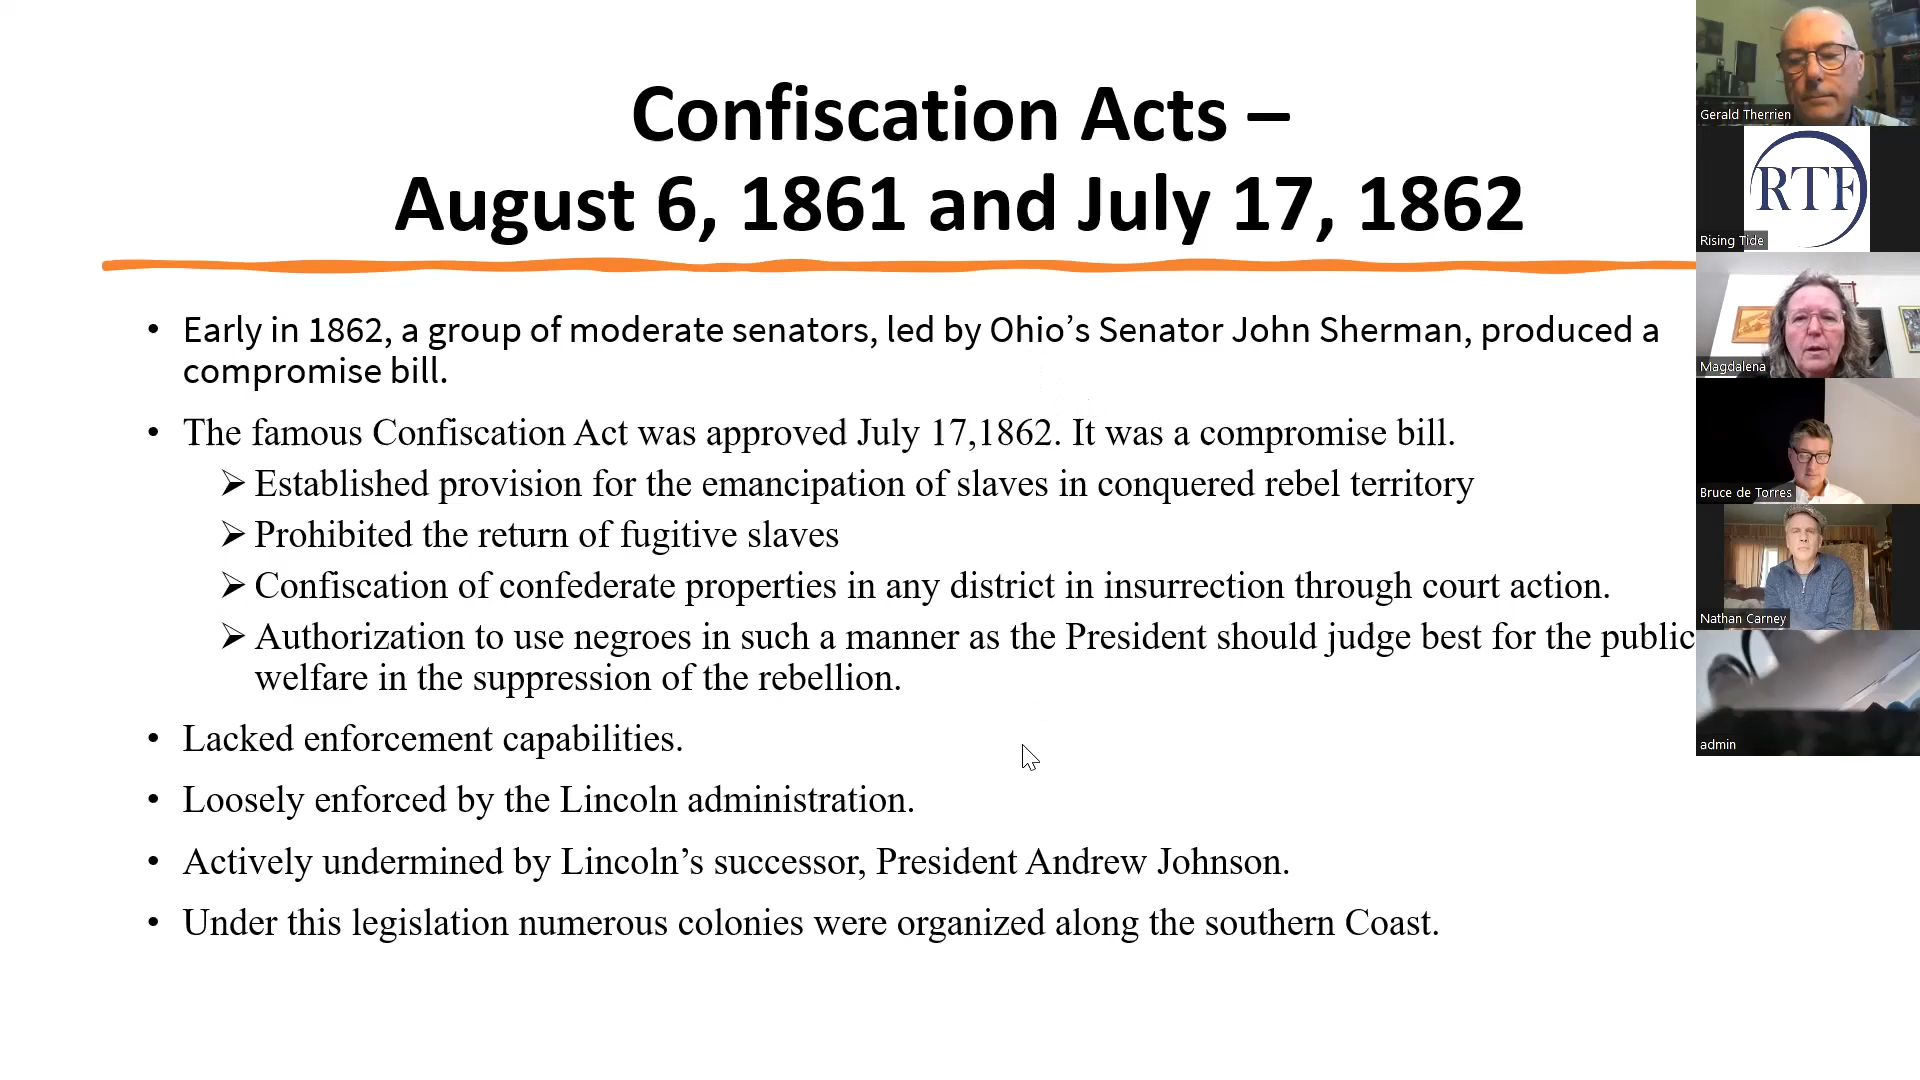 Confiscation Acts –
August 6, 1861 and July 17, 1862
• Early in 1862, a group of moderate senators, led by Ohio’s Senator John Sherman, produced a
compromise bill.
• The famous Confiscation Act was approved July 17,1862. It was a compromise bill.
➢ Established provision for the emancipation of slaves in conquered rebel territory
➢ Prohibited the return of fugitive slaves
➢ Confiscation of confederate properties in any district in insurrection through court action.
➢ Authorization to use negroes in such a manner as the President should judge best for the public
welfare in the suppression of the rebellion.
• Lacked enforcement capabilities.
• Loosely enforced by the Lincoln administration.
• Actively undermined by Lincoln’s successor, President Andrew Johnson.
• Under this legislation numerous colonies were organized along the southern Coast.
Gerald Therrien
RTF
Rising Tide
Magdalena
Bruce de Torres
Nathan Carney
admin